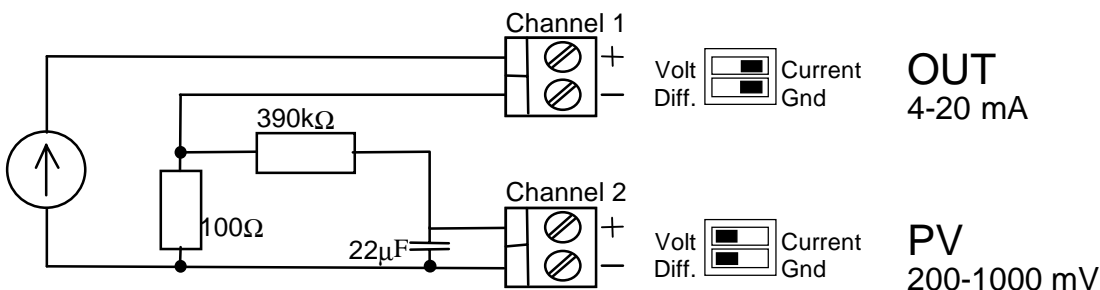 Channel 1
+
Volt Current OUT
− Diff. Gnd 4-20 mA
390kΩ
100Ω
Channel 2
+
22µF
Volt Current PV
− Diff. Gnd 200-1000 mV